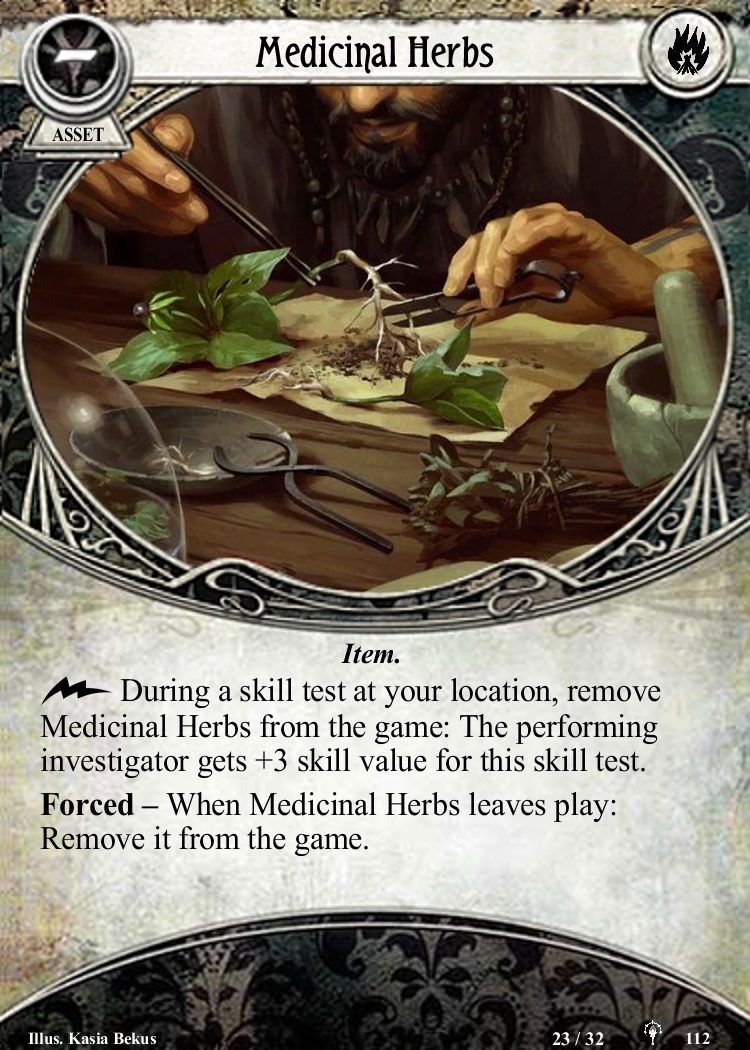 Medicinal Herbs
ASSET
Item.
During a skill test at your location, remove
Medicinal Herbs from the game: The performing
investigator gets +3 skill value for this skill test.
Forced – When Medicinal Herbs leaves play:
Remove it from the game.
Illus. Kasia Bekus
23 / 32
112